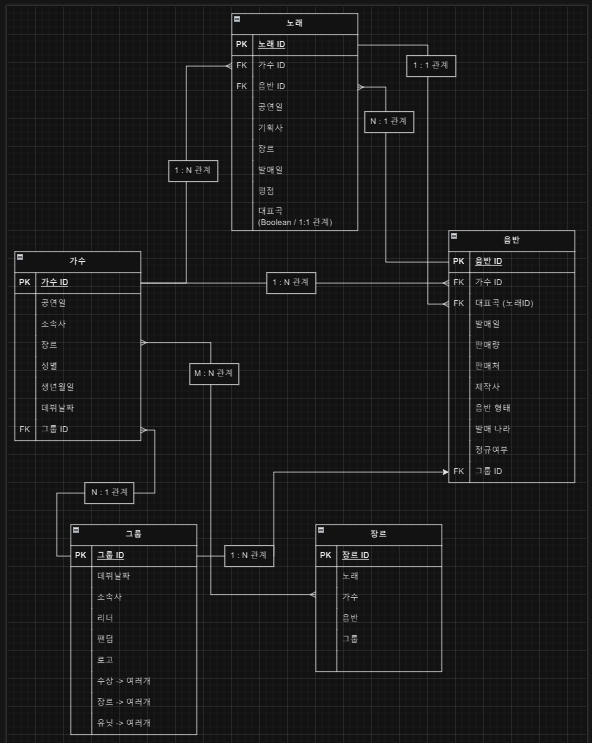 노래
PK 노래 ID
FK 가수 ID
FK 음반 ID
공연일
기획사
장르
발매일
평점
대표곡
(Boolean / 1:1 관계)
1 : 1 관계
N : 1 관계
1 : N 관계
가수
PK 가수 ID
공연일
소속사
장르
성별
생년월일
데뷔날짜
FK 그룹 ID
1 : N 관계
M : N 관계
음반
PK 음반 ID
FK 가수 ID
FK 대표곡 (노래ID)
발매일
판매량
판매처
제작사
음반 형태
발매 나라
정규여부
FK 그룹 ID
N : 1 관계
그룹
PK 그룹 ID
데뷔날짜
소속사
리더
팬덤
로고
수상 -> 여러개
장르 -> 여러개
유닛 -> 여러개
1 : N 관계
장르
PK 장르 ID
노래
가수
음반
그룹